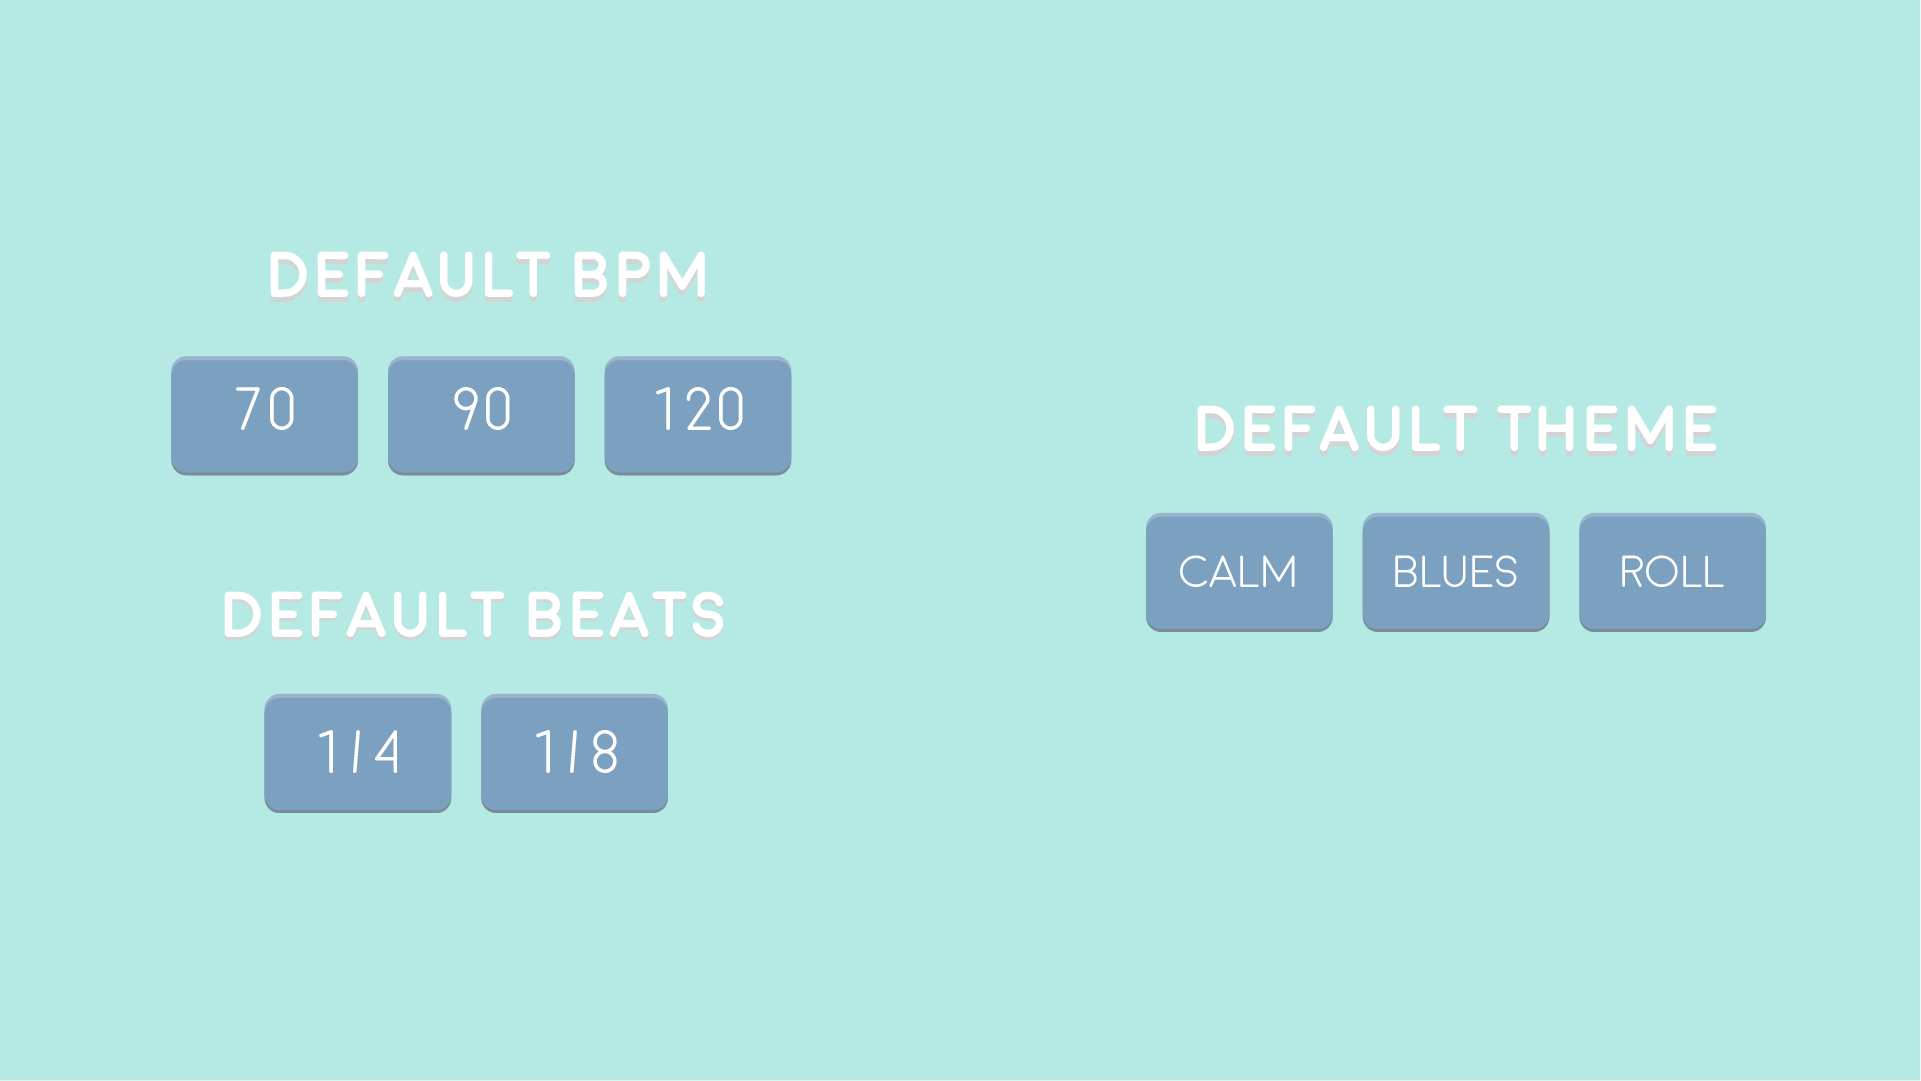 DEFAULT BPM
70 90 120
DEFAULT BEATS
1/4 1/8
DEFAULT THEME
CALM BLUES ROLL